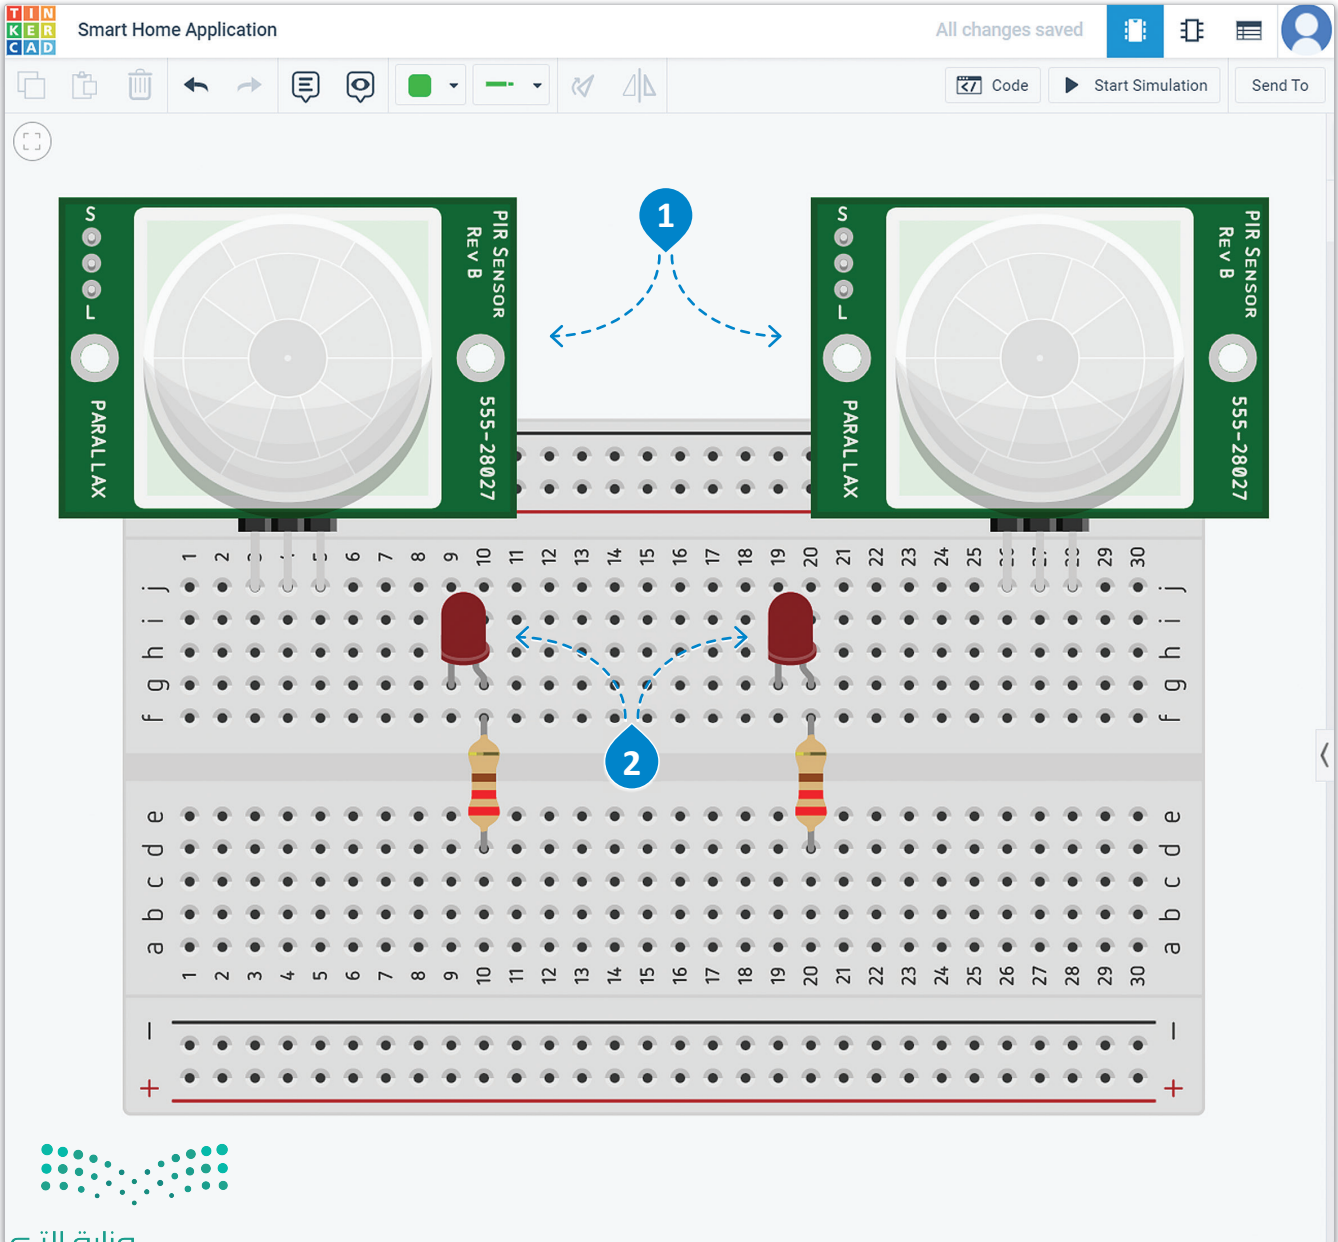 TIN
KER
CAD
Smart Home Application
All changes saved
Code
Start Simulation
Send To
1
S
L
PARALLAX
PIR SENSOR
REV B
555-28027
S
L
PARALLAX
PIR SENSOR
REV B
555-28027
1 2 3 4 5 6 7 8 9 10 11 12 13 14 15 16 17 18 19 20 21 22 23 24 25 26 27 28 29 30
j j
i i
h h
g g
f f
2
e e
d d
c c
b b
a a
1 2 3 4 5 6 7 8 9 10 11 12 13 14 15 16 17 18 19 20 21 22 23 24 25 26 27 28 29 30
— —
+ +